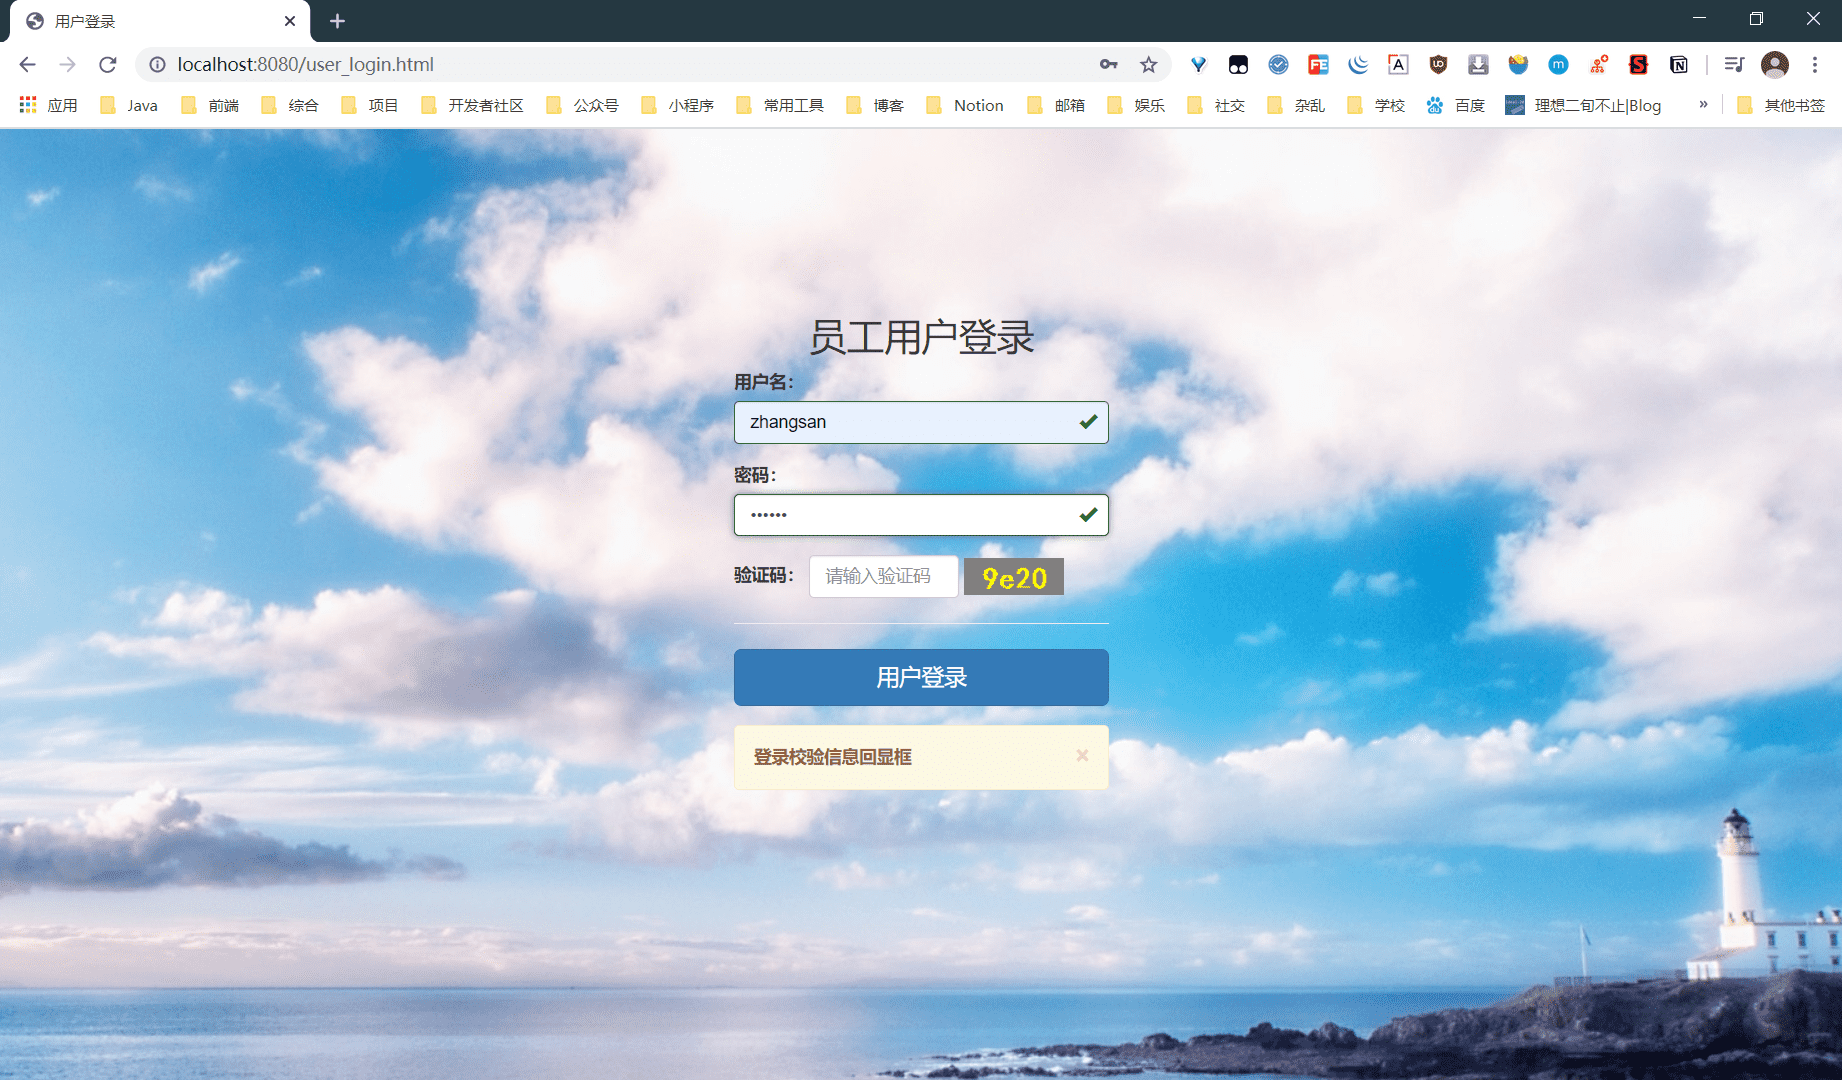 用户登录
localhost:8080/user_login.html
应用 Java 前端 综合 项目 开发者社区 公众号 小程序 常用工具 博客 Notion 邮箱 娱乐 社交 杂乱 学校 百度 理想二旬不止|Blog » 其他书签
员工用户登录
用户名:
zhangsan
密码:
••••••
验证码: 请输入验证码 9e20
用户登录
登录校验信息回显框 ×